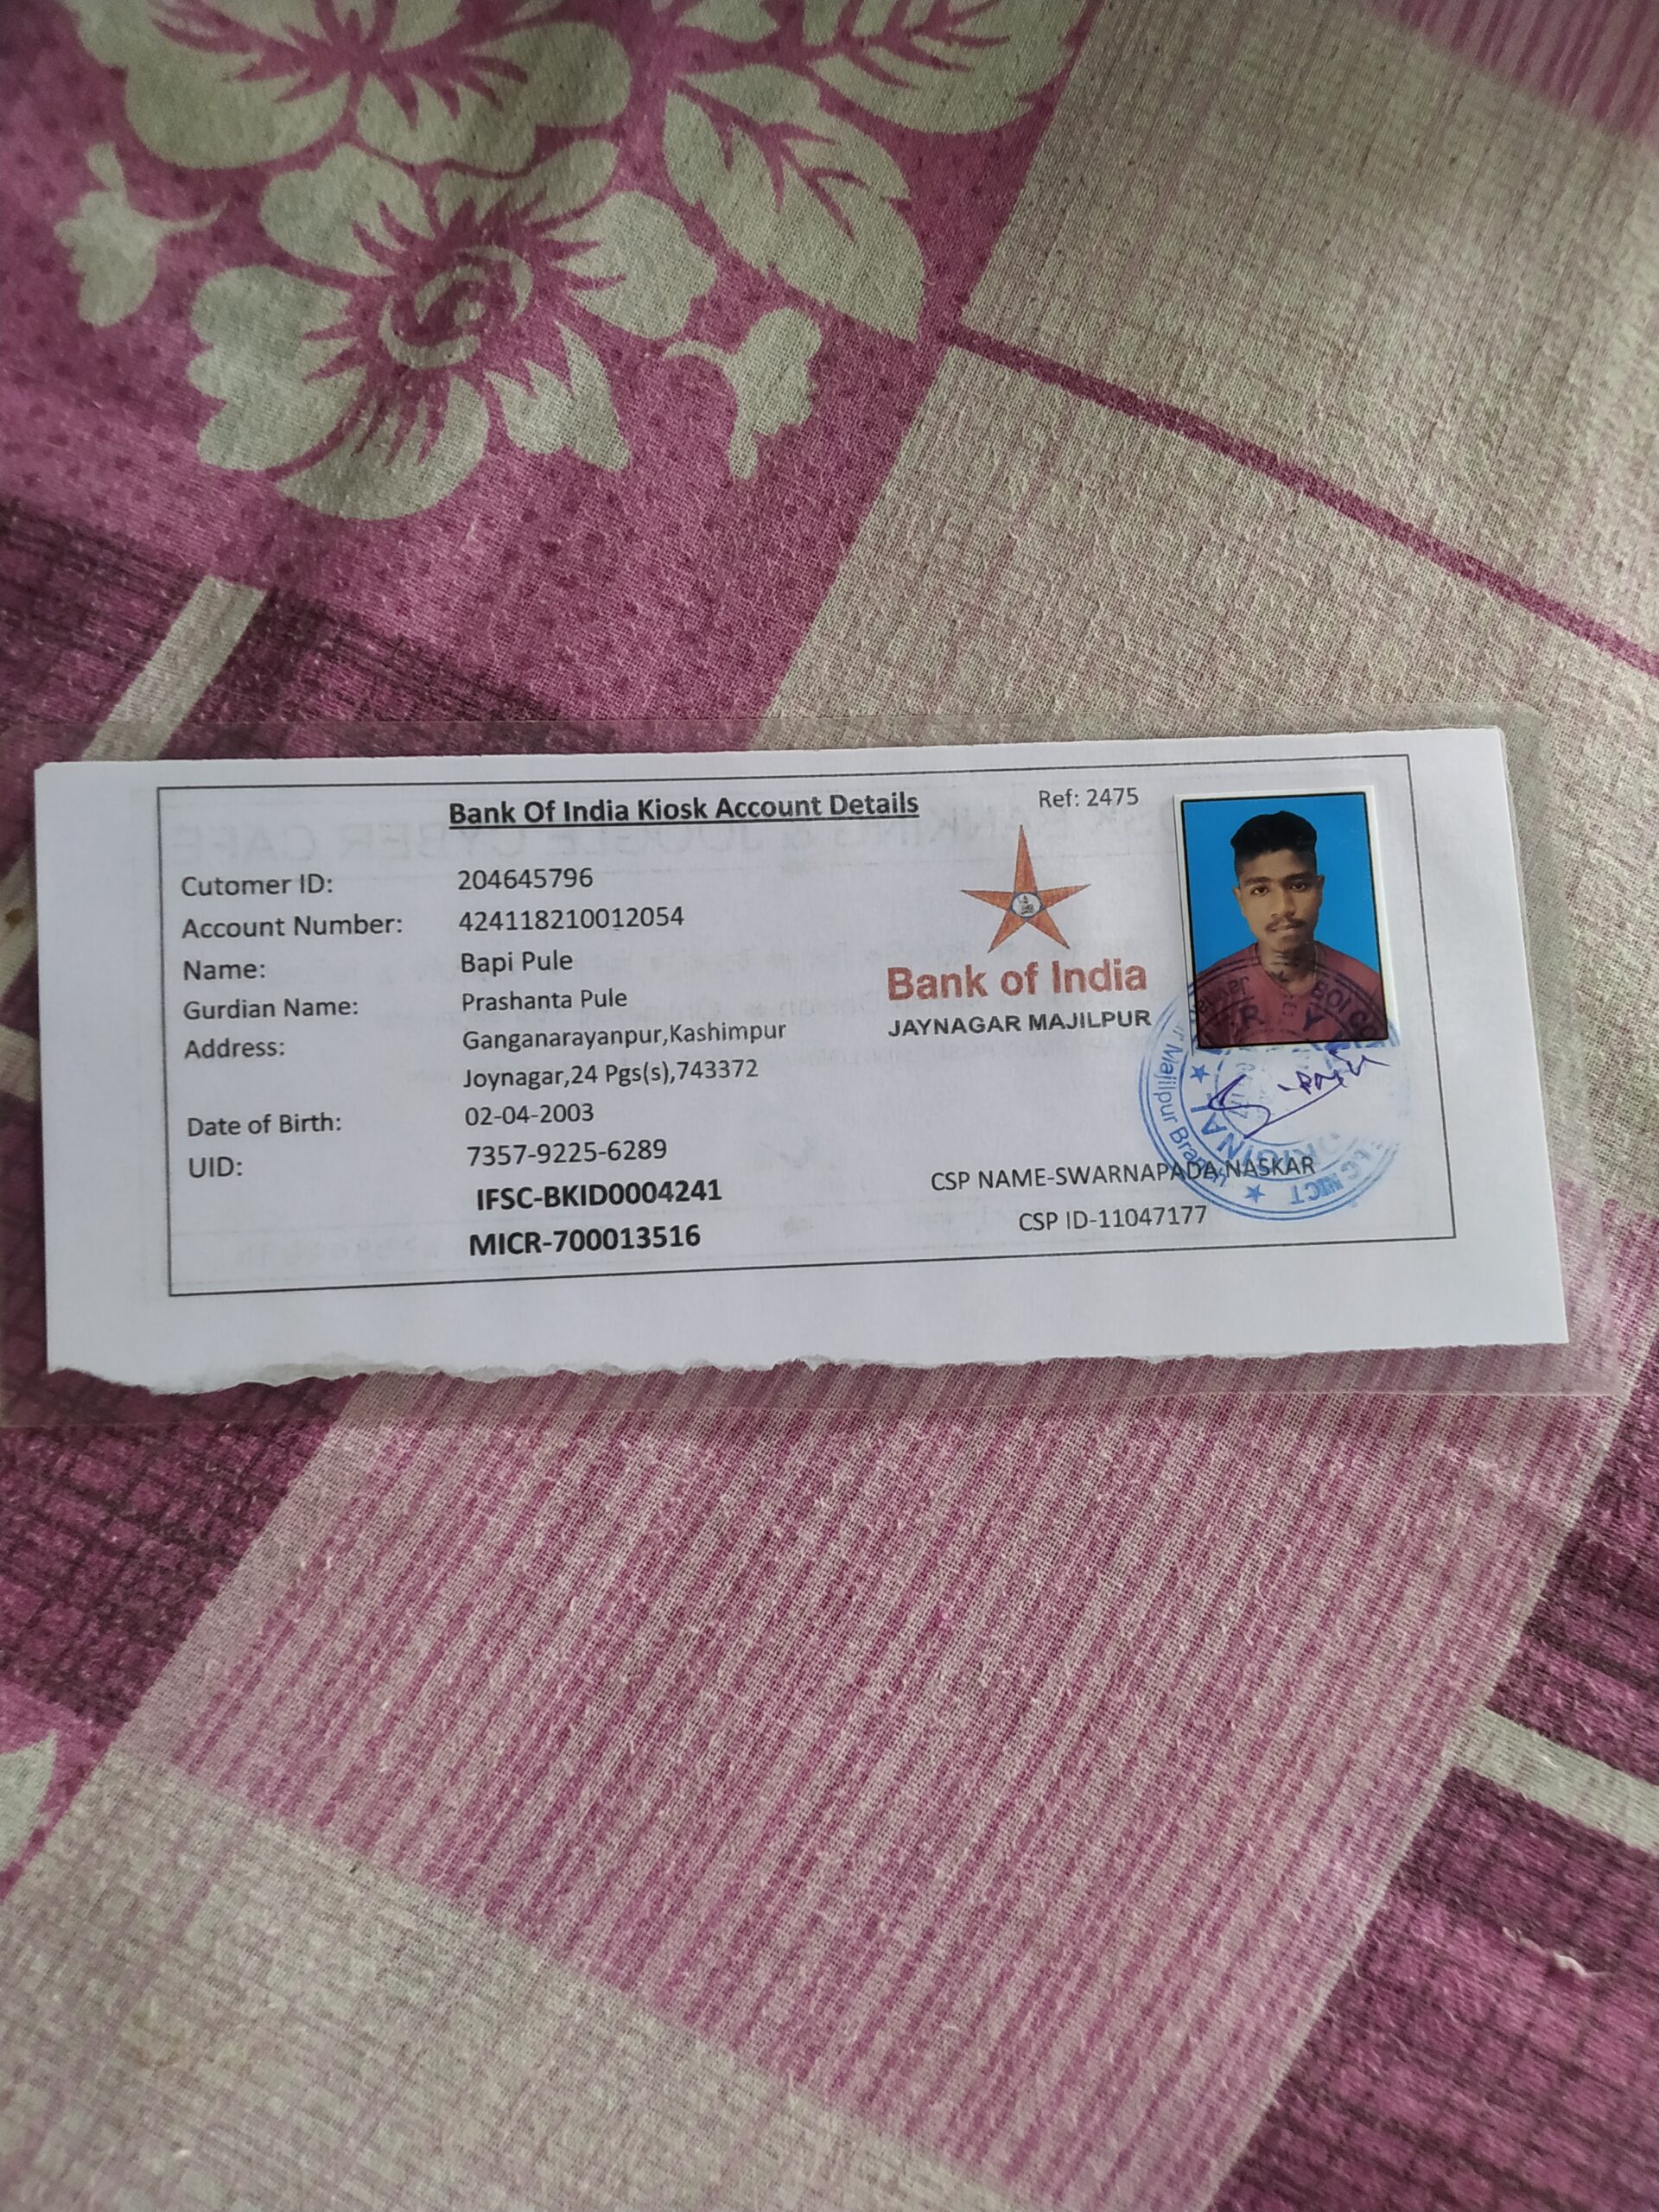 Bank Of India Kiosk Account Details
Ref: 2475
Cutomer ID: 204645796
Account Number: 424118210012054
Name: Bapi Pule
Gurdian Name: Prashanta Pule
Address: Ganganarayanpur,Kashimpur
Joynagar,24 Pgs(s),743372
Date of Birth: 02-04-2003
UID: 7357-9225-6289
IFSC-BKID0004241
MICR-700013516
Bank of India
JAYNAGAR MAJILPUR
CSP NAME-SWARNAPADA NASKAR
CSP ID-11047177
Majilpur Branch
BOI